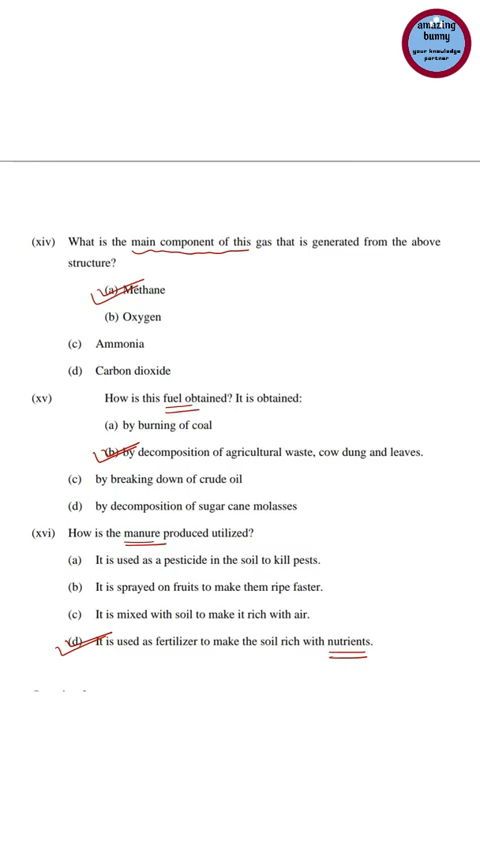 amazing
bunny
your knowledge
partner
(xiv) What is the main component of this gas that is generated from the above
structure?
(a) Methane
(b) Oxygen
(c) Ammonia
(d) Carbon dioxide
(xv) How is this fuel obtained? It is obtained:
(a) by burning of coal
(b) by decomposition of agricultural waste, cow dung and leaves.
(c) by breaking down of crude oil
(d) by decomposition of sugar cane molasses
(xvi) How is the manure produced utilized?
(a) It is used as a pesticide in the soil to kill pests.
(b) It is sprayed on fruits to make them ripe faster.
(c) It is mixed with soil to make it rich with air.
(d) It is used as fertilizer to make the soil rich with nutrients.